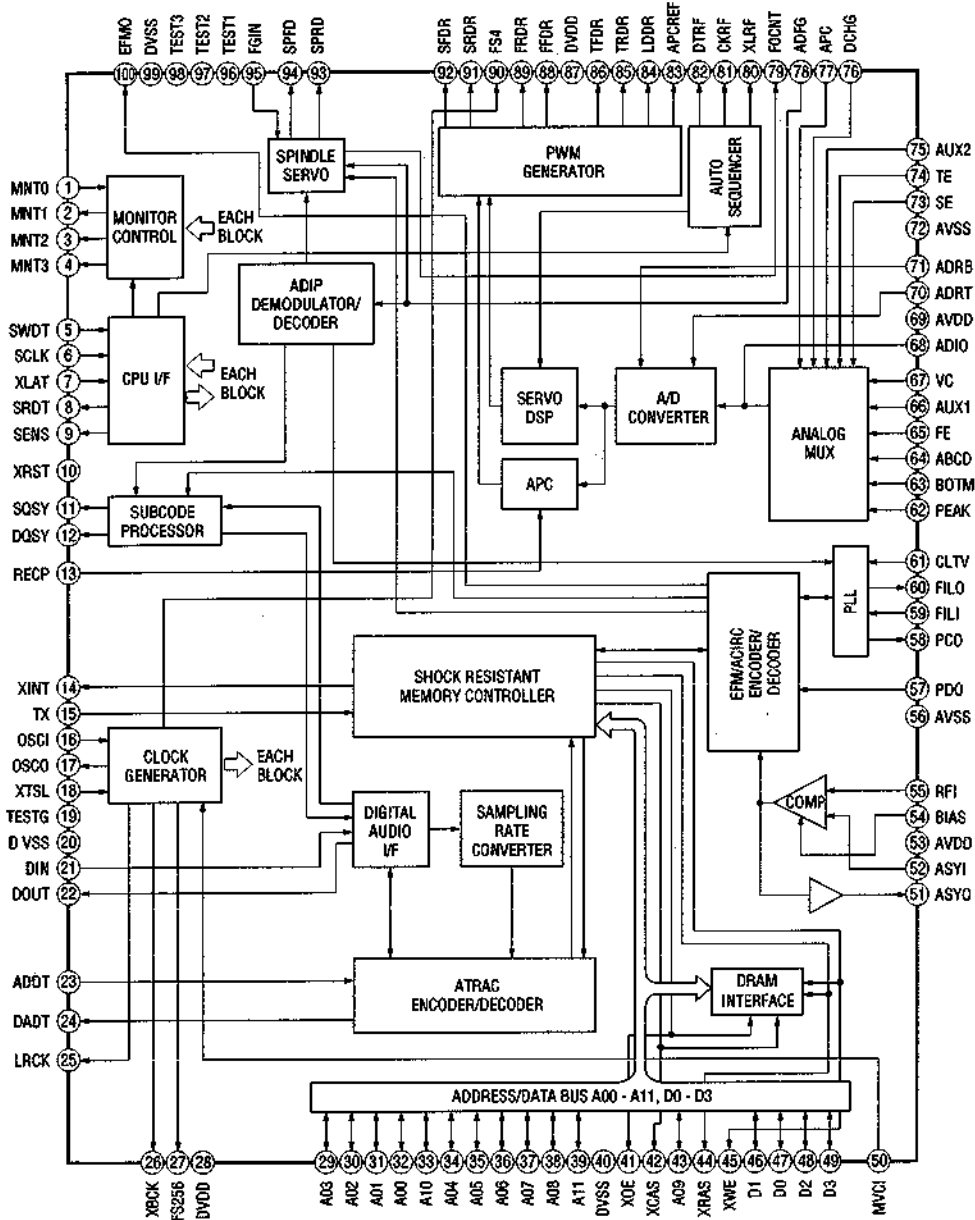 EFMO DVSS TEST3 TEST2 TEST1 FGIN SPFD SPRD SFDR SRDR FS4 FRDR FFDR DVDD TFDR TRDR LDDR APCREF DTRF CKRF XLRF FOCNT ADFG APC DCHG
100 99 98 97 96 95 94 93 92 91 90 89 88 87 86 85 84 83 82 81 80 79 78 77 76
MNT0 1
MNT1 2
MNT2 3
MNT3 4
SWDT 5
SCLK 6
XLAT 7
SRDT 8
SENS 9
XRST 10
SQSY 11
DQSY 12
RECP 13
XINT 14
TX 15
OSCI 16
OSCO 17
XTSL 18
TESTG 19
D VSS 20
DIN 21
DOUT 22
ADDT 23
DADT 24
LRCK 25
MONITOR
CONTROL
EACH
BLOCK
SPINDLE
SERVO
PWM
GENERATOR
AUTO
SEQUENCER
ADIP
DEMODULATOR/
DECODER
CPU I/F
EACH
BLOCK
SERVO
DSP
A/D
CONVERTER
ANALOG
MUX
APC
SUBCODE
PROCESSOR
EFM/ACIRC
ENCODER/
DECODER
PLL
SHOCK RESISTANT
MEMORY CONTROLLER
CLOCK
GENERATOR
EACH
BLOCK
DIGITAL
AUDIO
I/F
SAMPLING
RATE
CONVERTER
COMP
ATRAC
ENCODER/DECODER
DRAM
INTERFACE
ADDRESS/DATA BUS A00 - A11, D0 - D3
75 AUX2
74 TE
73 SE
72 AVSS
71 ADRB
70 ADRT
69 AVDD
68 ADIO
67 VC
66 AUX1
65 FE
64 ABCD
63 BOTM
62 PEAK
61 CLTV
60 FILO
59 FILI
58 PCO
57 PDO
56 AVSS
55 RFI
54 BIAS
53 AVDD
52 ASYI
51 ASYO
26 27 28 29 30 31 32 33 34 35 36 37 38 39 40 41 42 43 44 45 46 47 48 49 50
XBCK FS256 DVDD A03 A02 A01 A00 A10 A04 A05 A06 A07 A08 A11 DVSS XOE XCAS A09 XRAS XWE D1 D0 D2 D3 MVCI